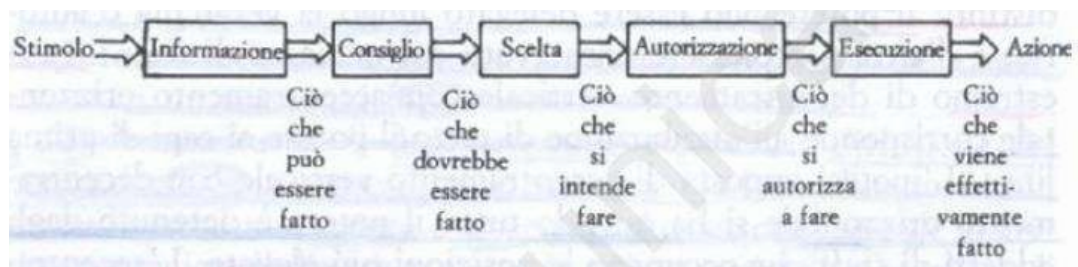 Stimolo Informazione Consiglio Scelta Autorizzazione Esecuzione Azione
Ciò che può essere fatto
Ciò che dovrebbe essere fatto
Ciò che si intende fare
Ciò che si autorizza a fare
Ciò che viene effetti-
vamente fatto